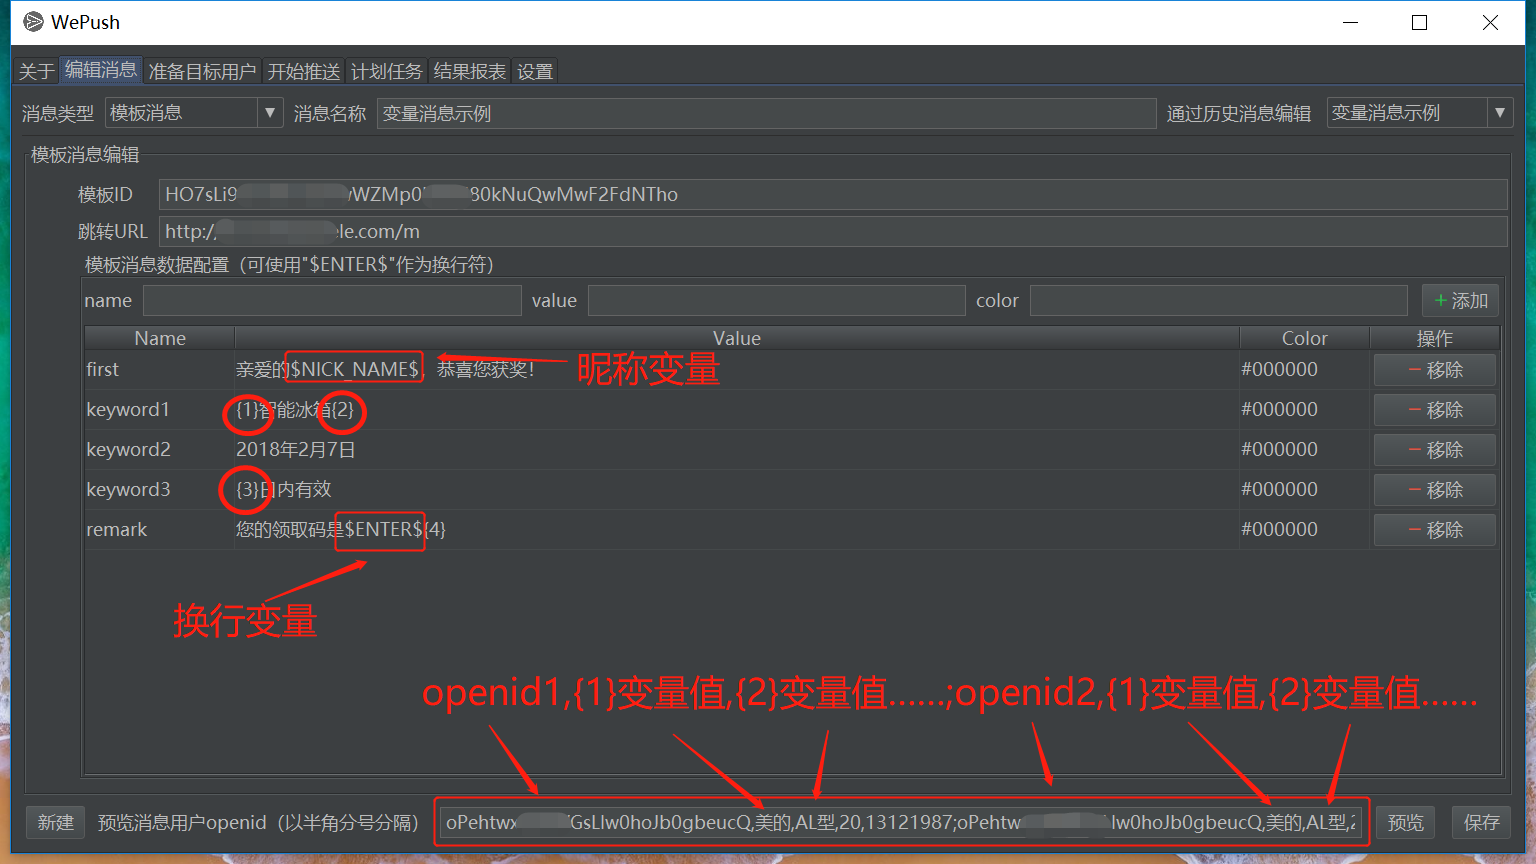 WePush
关于 编辑消息 准备目标用户 开始推送 计划任务 结果报表 设置
消息类型 模板消息 消息名称 变量消息示例 通过历史消息编辑 变量消息示例
模板消息编辑
模板ID HO7sLi9 WZMp0 80kNuQwMwF2FdNTho
跳转URL http:/ le.com/m
模板消息数据配置（可使用"$ENTER$"作为换行符）
name value color +添加
Name Value Color 操作
first 亲爱的$NICK_NAME$，恭喜您获奖！ #000000 －移除
昵称变量
keyword1 {1}智能冰箱{2} #000000 －移除
keyword2 2018年2月7日 #000000 －移除
keyword3 {3}日内有效 #000000 －移除
remark 您的领取码是$ENTER${4} #000000 －移除
换行变量
openid1,{1}变量值,{2}变量值......;openid2,{1}变量值,{2}变量值......
新建 预览消息用户openid（以半角分号分隔） oPehtwx GsLlw0hoJb0gbeucQ,美的,AL型,20,13121987;oPehtw lw0hoJb0gbeucQ,美的,AL型,2 预览 保存